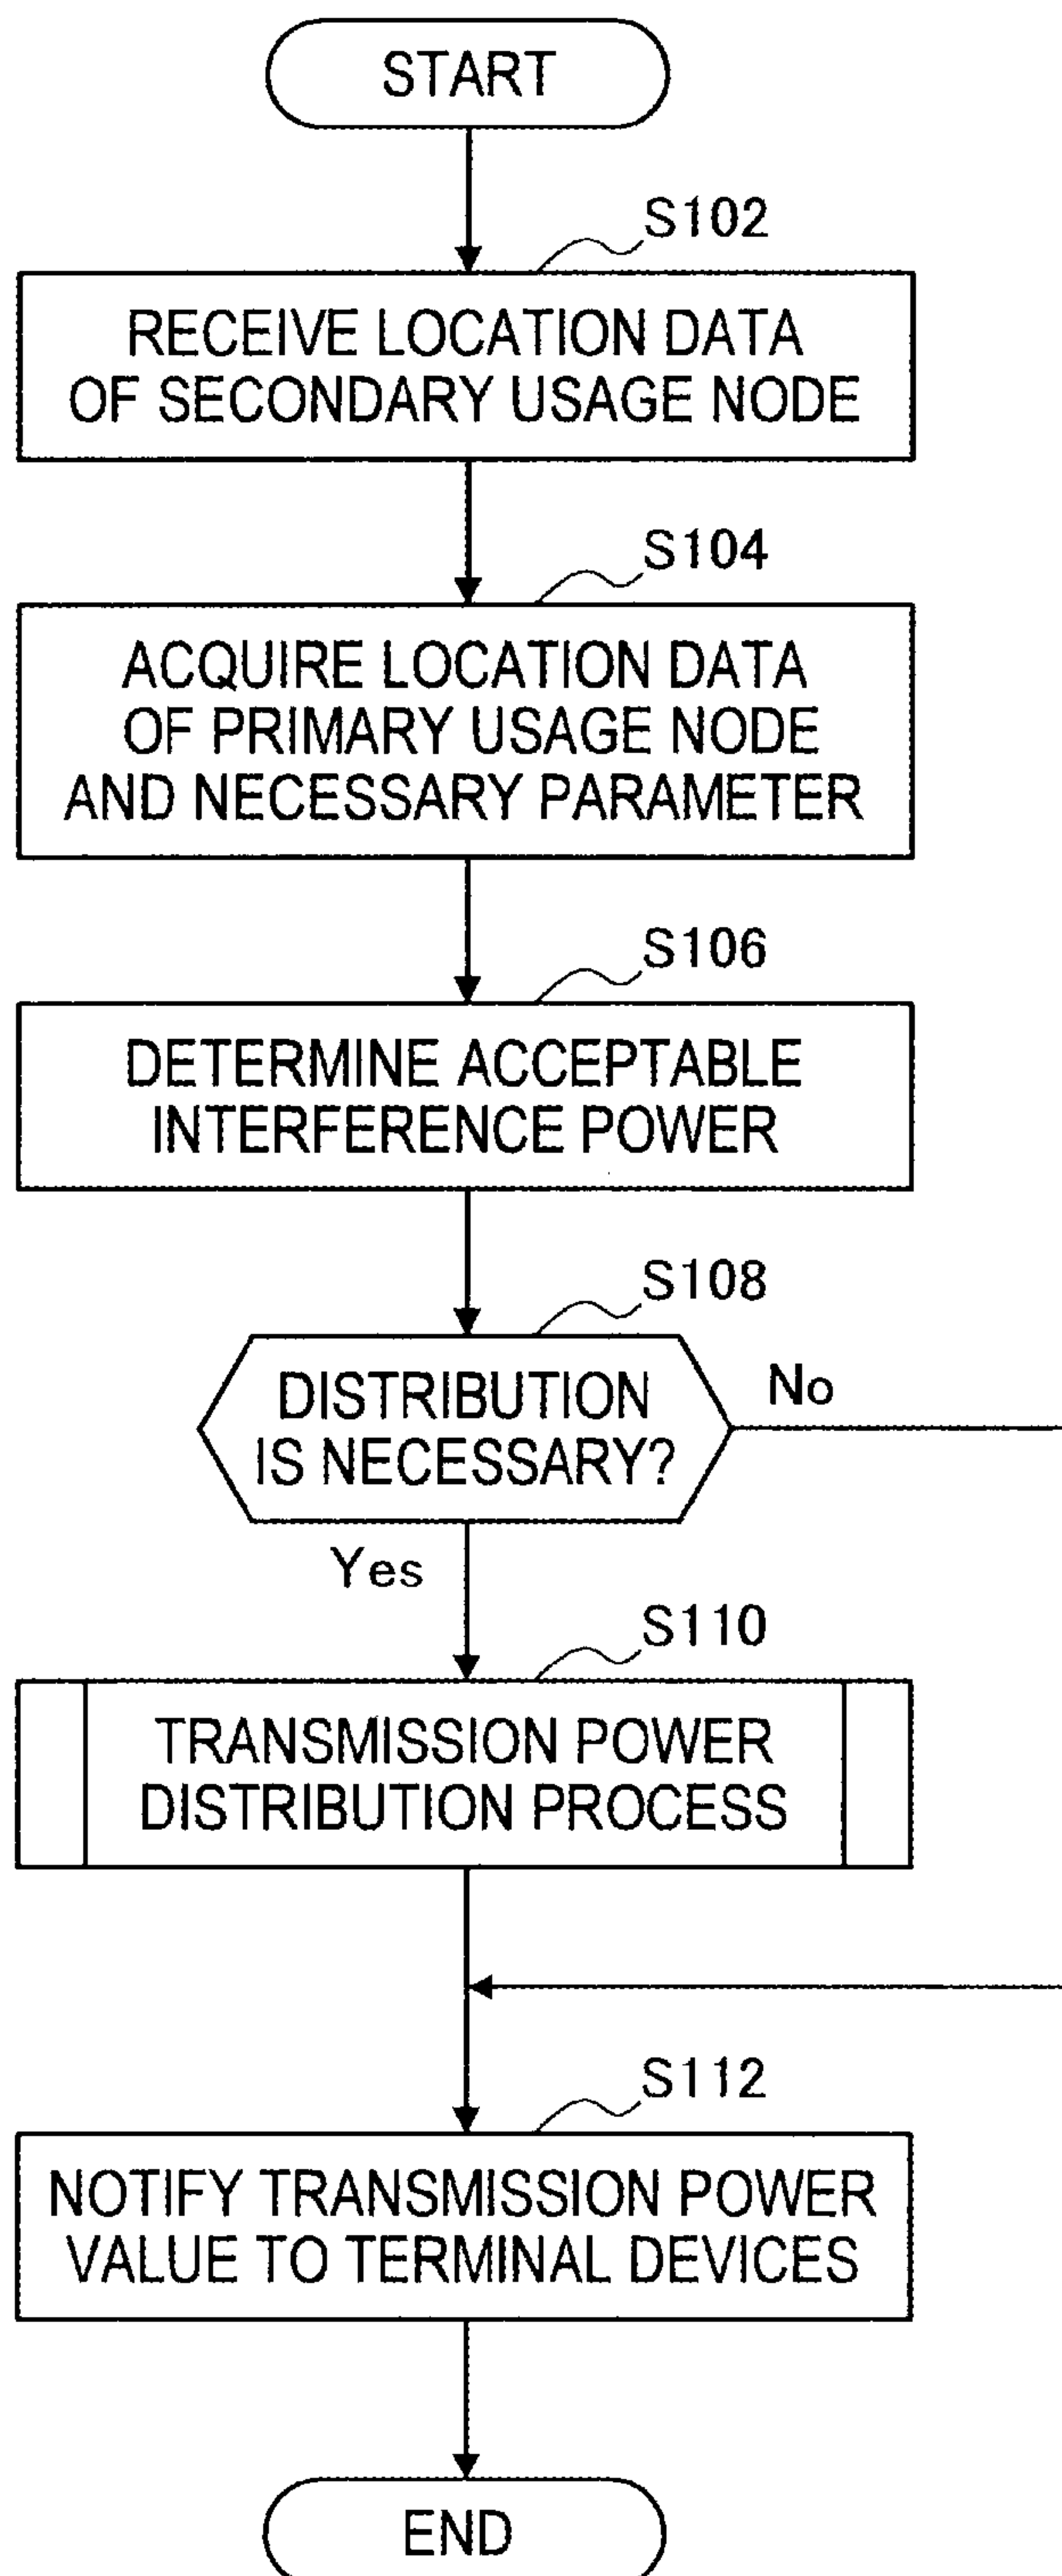 START
S102
RECEIVE LOCATION DATA
OF SECONDARY USAGE NODE
S104
ACQUIRE LOCATION DATA
OF PRIMARY USAGE NODE
AND NECESSARY PARAMETER
S106
DETERMINE ACCEPTABLE
INTERFERENCE POWER
S108
DISTRIBUTION
IS NECESSARY?
No
Yes
S110
TRANSMISSION POWER
DISTRIBUTION PROCESS
S112
NOTIFY TRANSMISSION POWER
VALUE TO TERMINAL DEVICES
END